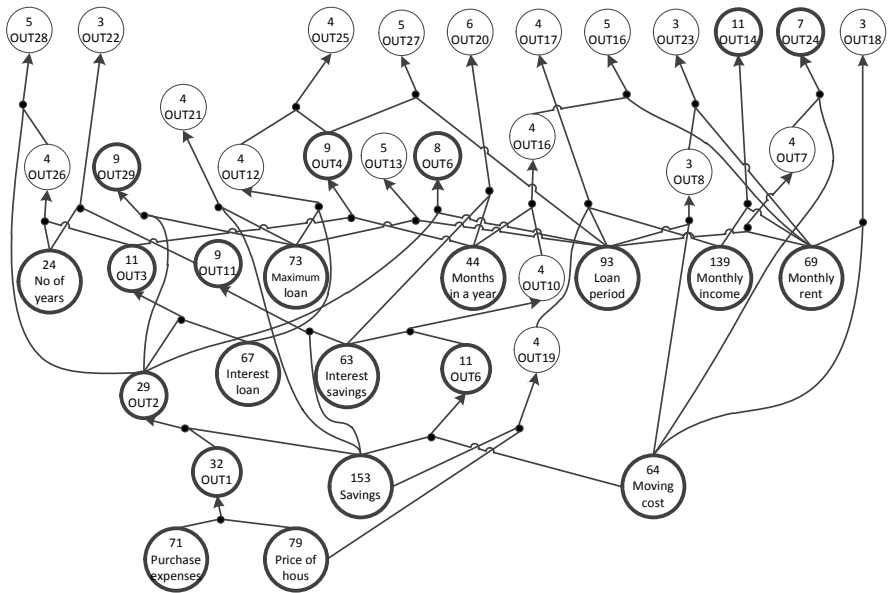 5
OUT28
3
OUT22
4
OUT25
5
OUT27
6
OUT20
4
OUT17
5
OUT16
3
OUT23
11
OUT14
7
OUT24
3
OUT18
4
OUT21
4
OUT26
9
OUT29
4
OUT12
9
OUT4
5
OUT13
8
OUT6
4
OUT16
3
OUT8
4
OUT7
24
No of
years
11
OUT3
9
OUT11
73
Maximum
loan
44
Months
in a year
4
OUT10
93
Loan
period
139
Monthly
income
69
Monthly
rent
4
OUT19
29
OUT2
67
Interest
loan
63
Interest
savings
11
OUT6
32
OUT1
153
Savings
64
Moving
cost
71
Purchase
expenses
79
Price of
hous